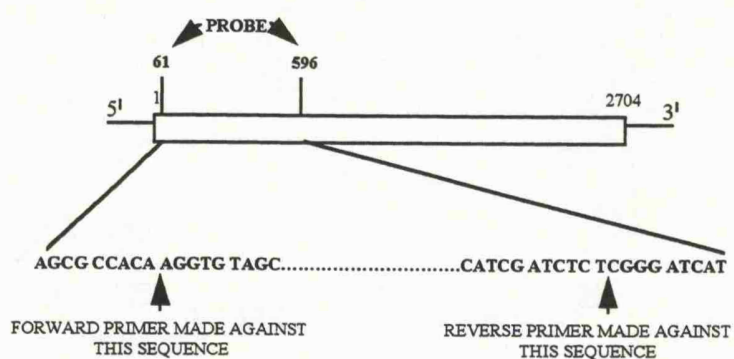 PROBE
61 596
1 2704
5' 3'
AGCG CCACA AGGTG TAGC..............................CATCG ATCTC TCGGG ATCAT
FORWARD PRIMER MADE AGAINST
THIS SEQUENCE
REVERSE PRIMER MADE AGAINST
THIS SEQUENCE